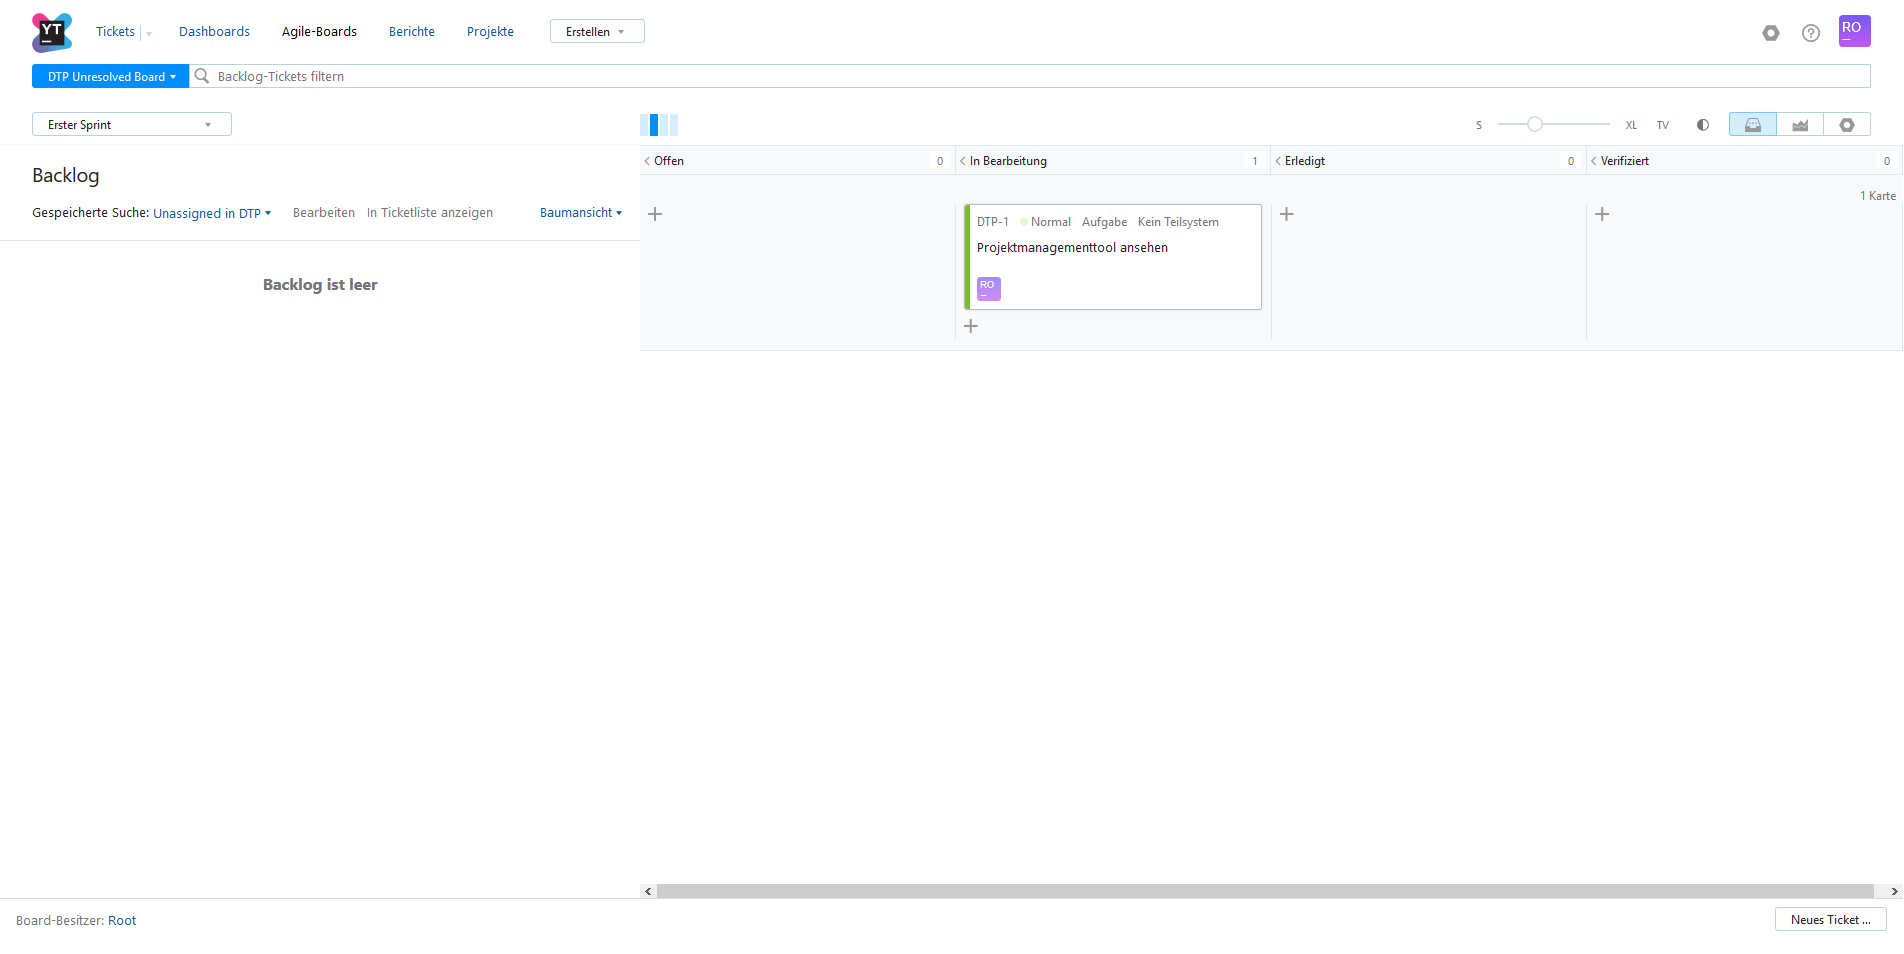 YT
Tickets
Dashboards
Agile-Boards
Berichte
Projekte
Erstellen
RO
DTP Unresolved Board
Backlog-Tickets filtern
Erster Sprint
S
XL
TV
Backlog
Gespeicherte Suche: Unassigned in DTP
Bearbeiten
In Ticketliste anzeigen
Baumansicht
Backlog ist leer
Offen 0
In Bearbeitung 1
Erledigt 0
Verifiziert 0
1 Karte
DTP-1 Normal Aufgabe Kein Teilsystem
Projektmanagementtool ansehen
RO
Board-Besitzer: Root
Neues Ticket ...